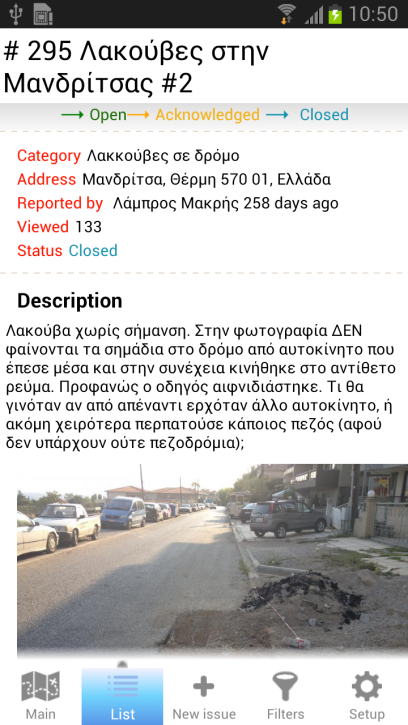 10:50
# 295 Λακούβες στην
Μανδρίτσας #2
Open Acknowledged Closed
Category Λακκούβες σε δρόμο
Address Μανδρίτσα, Θέρμη 570 01, Ελλάδα
Reported by Λάμπρος Μακρής 258 days ago
Viewed 133
Status Closed
Description
Λακούβα χωρίς σήμανση. Στην φωτογραφία ΔΕΝ
φαίνονται τα σημάδια στο δρόμο από αυτοκίνητο που
έπεσε μέσα και στην συνέχεια κινήθηκε στο αντίθετο
ρεύμα. Προφανώς ο οδηγός αιφνιδιάστηκε. Τι θα
γινόταν αν από απέναντι ερχόταν άλλο αυτοκίνητο, ή
ακόμη χειρότερα περπατούσε κάποιος πεζός (αφού
δεν υπάρχουν ούτε πεζοδρόμια);
Main List New issue Filters Setup